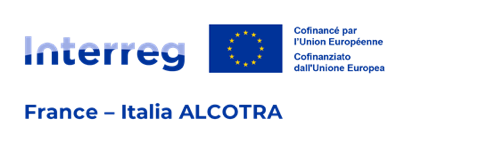 Interreg
Cofinancé par
l'Union Européenne
Cofinanziato
dall'Unione Europea
France – Italia ALCOTRA